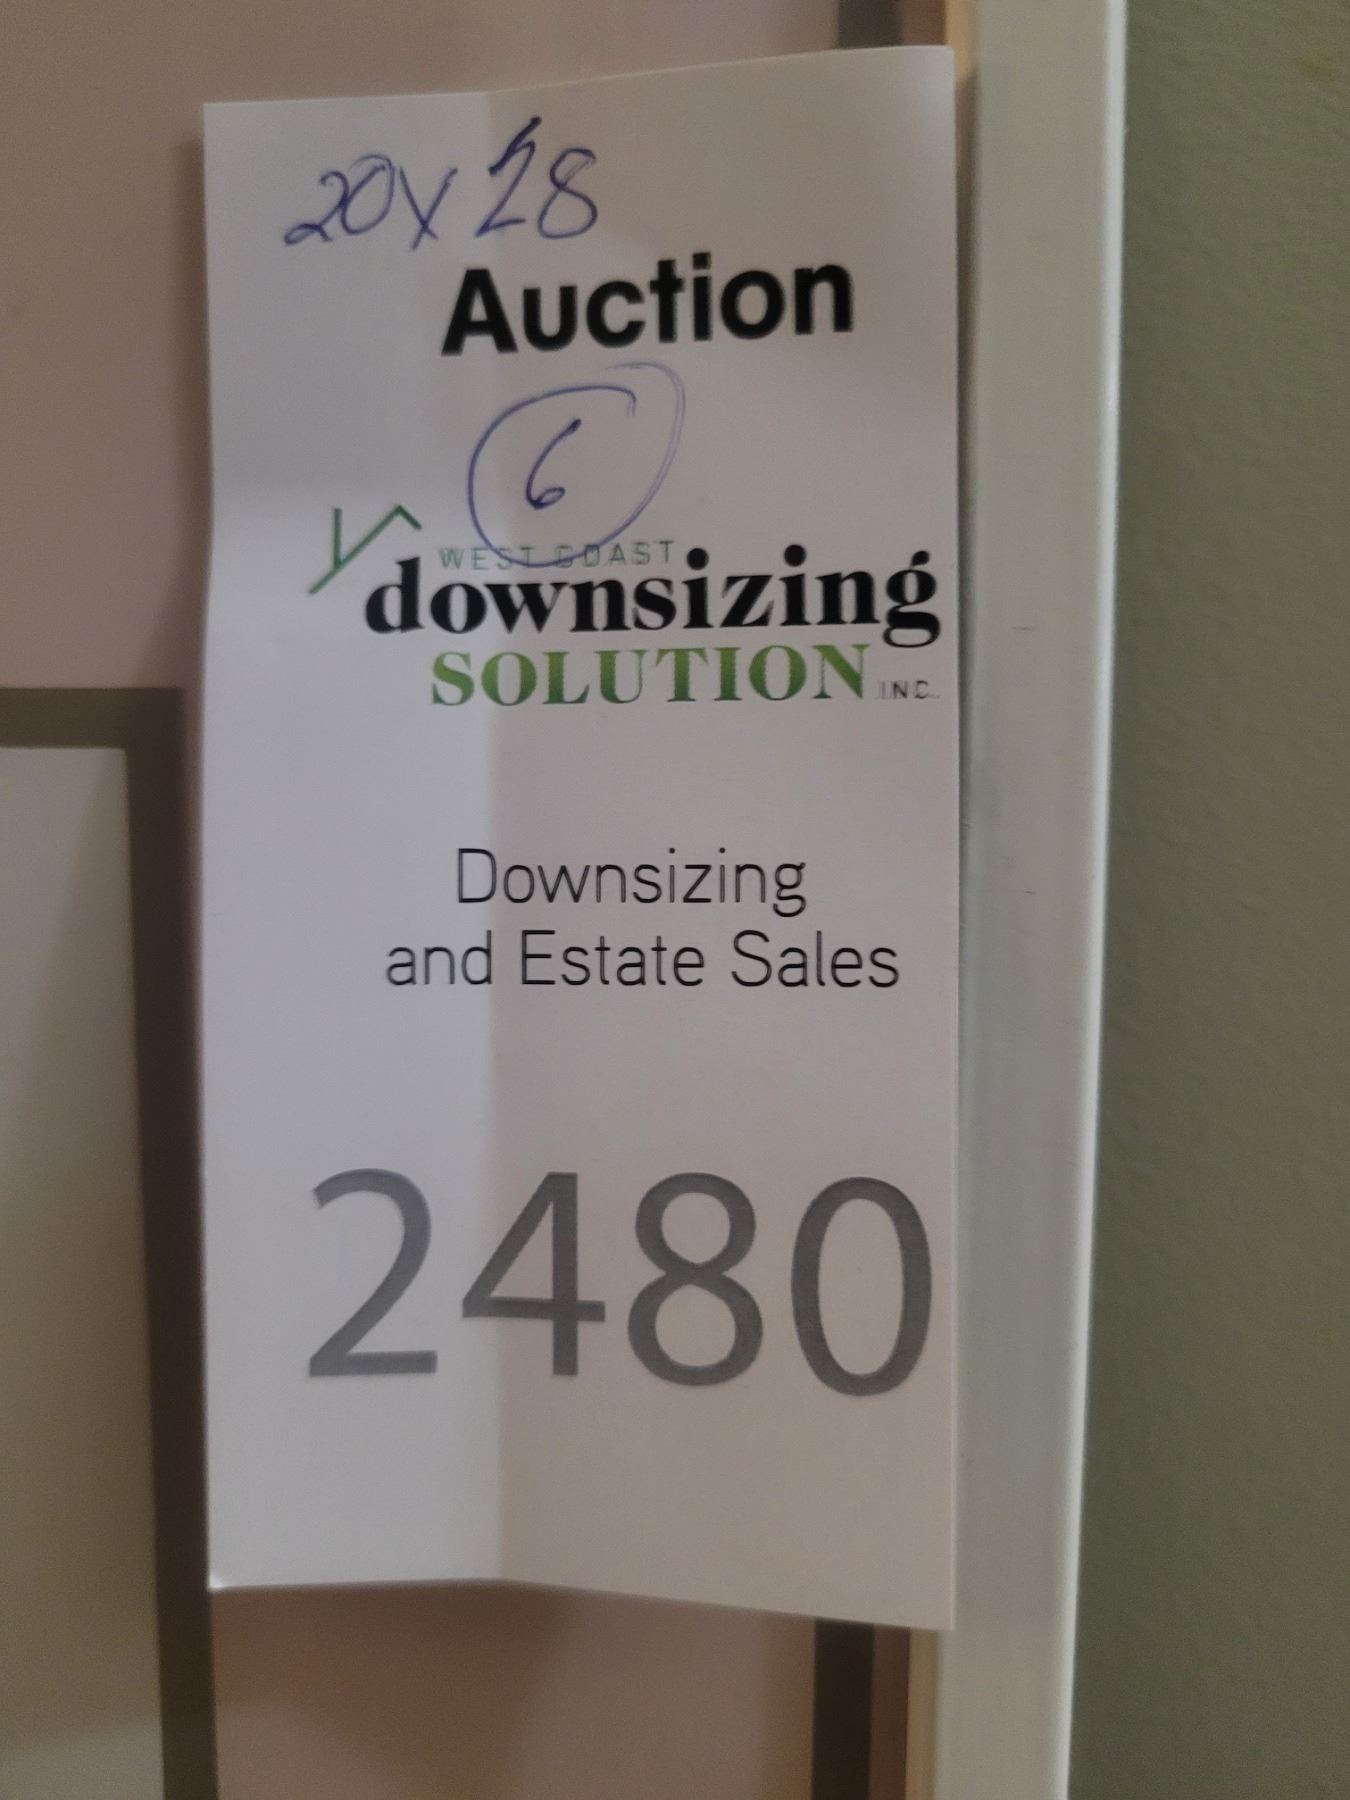 20x28
Auction
6
WEST COAST
downsizing
SOLUTION INC.
Downsizing
and Estate Sales
2480